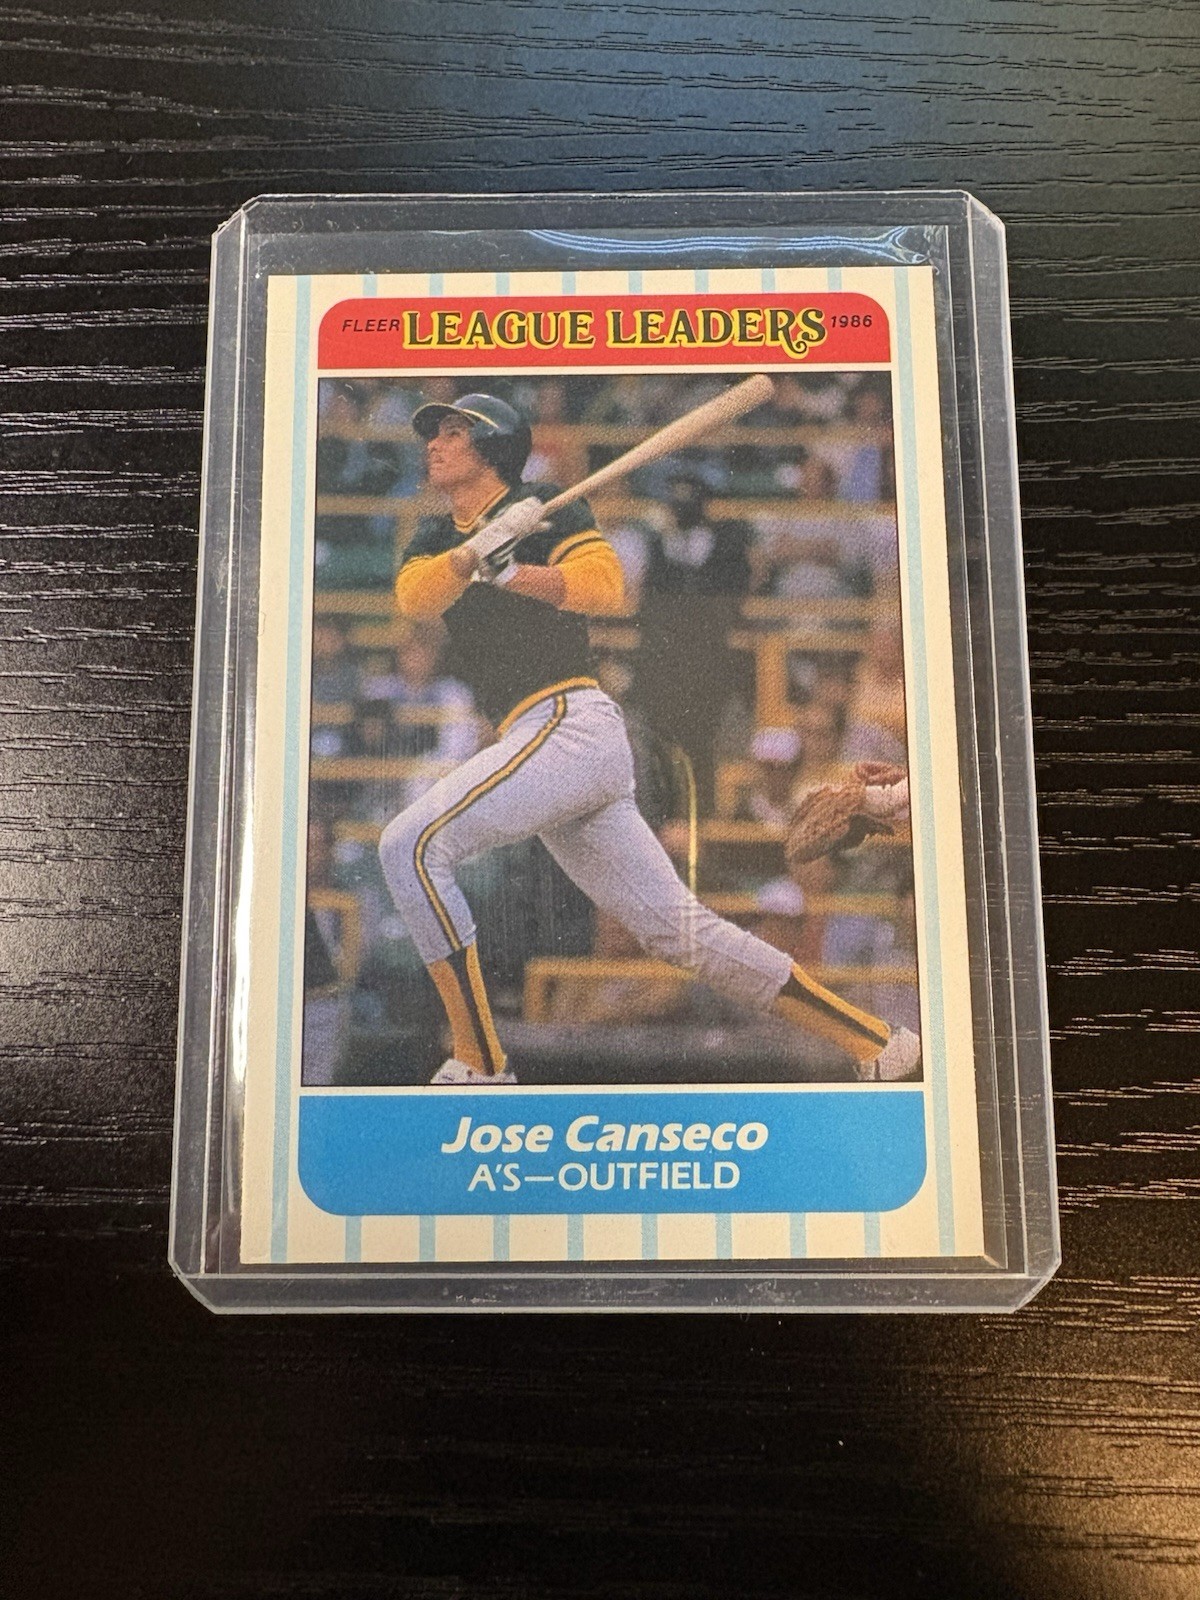 FLEER LEAGUE LEADERS 1986
Jose Canseco
A'S—OUTFIELD